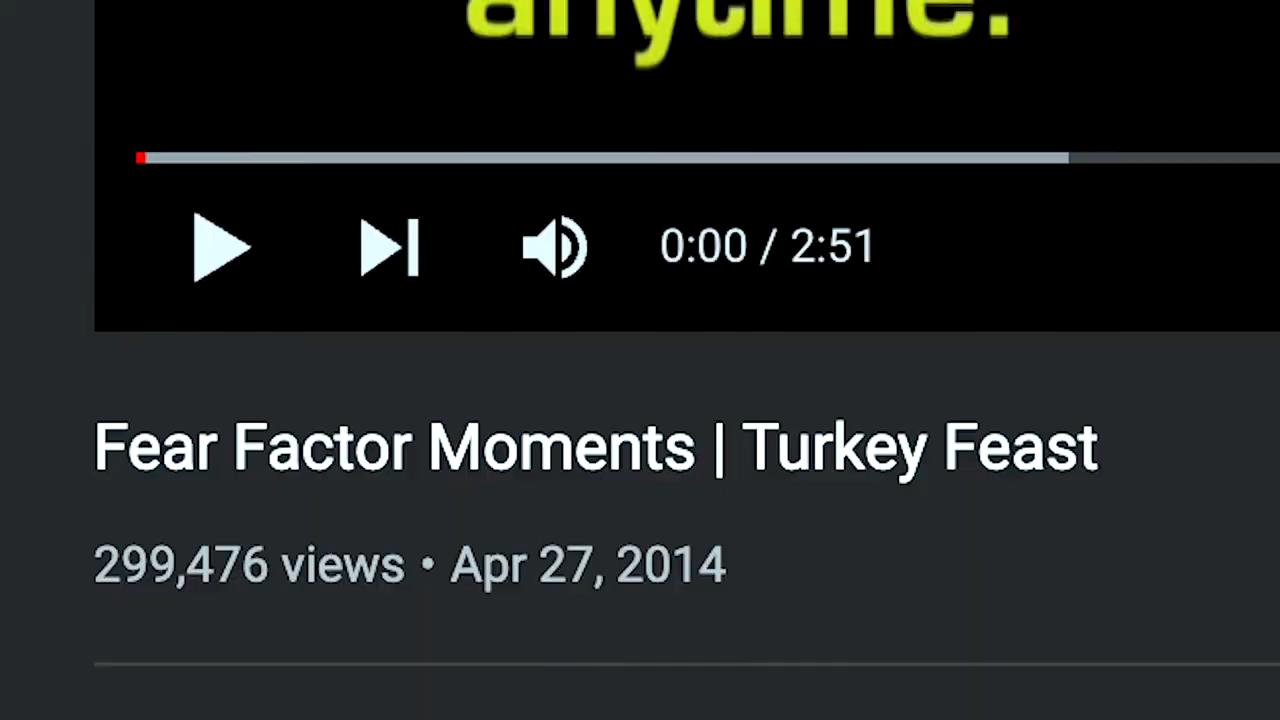 anytime.
0:00 / 2:51
Fear Factor Moments | Turkey Feast
299,476 views • Apr 27, 2014